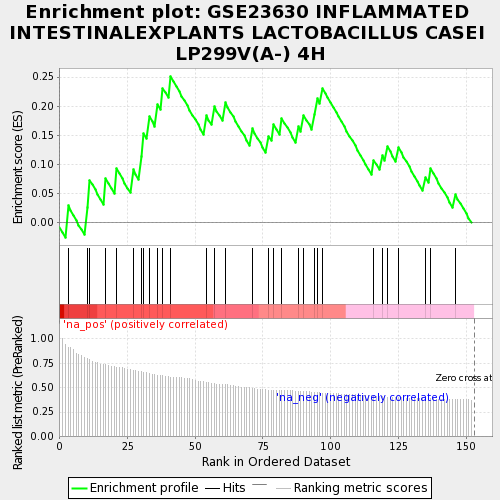 Enrichment plot: GSE23630 INFLAMMATED
INTESTINALEXPLANTS LACTOBACILLUS CASEI
LP299V(A-) 4H
Enrichment score (ES)
0.25
0.20
0.15
0.10
0.05
0.00
'na_pos' (positively correlated)
Ranked list metric (PreRanked)
1.00
0.75
0.50
0.25
0.00
Zero cross at
'na_neg' (negatively correlated)
0 25 50 75 100 125 150
Rank in Ordered Dataset
Enrichment profile Hits Ranking metric scores